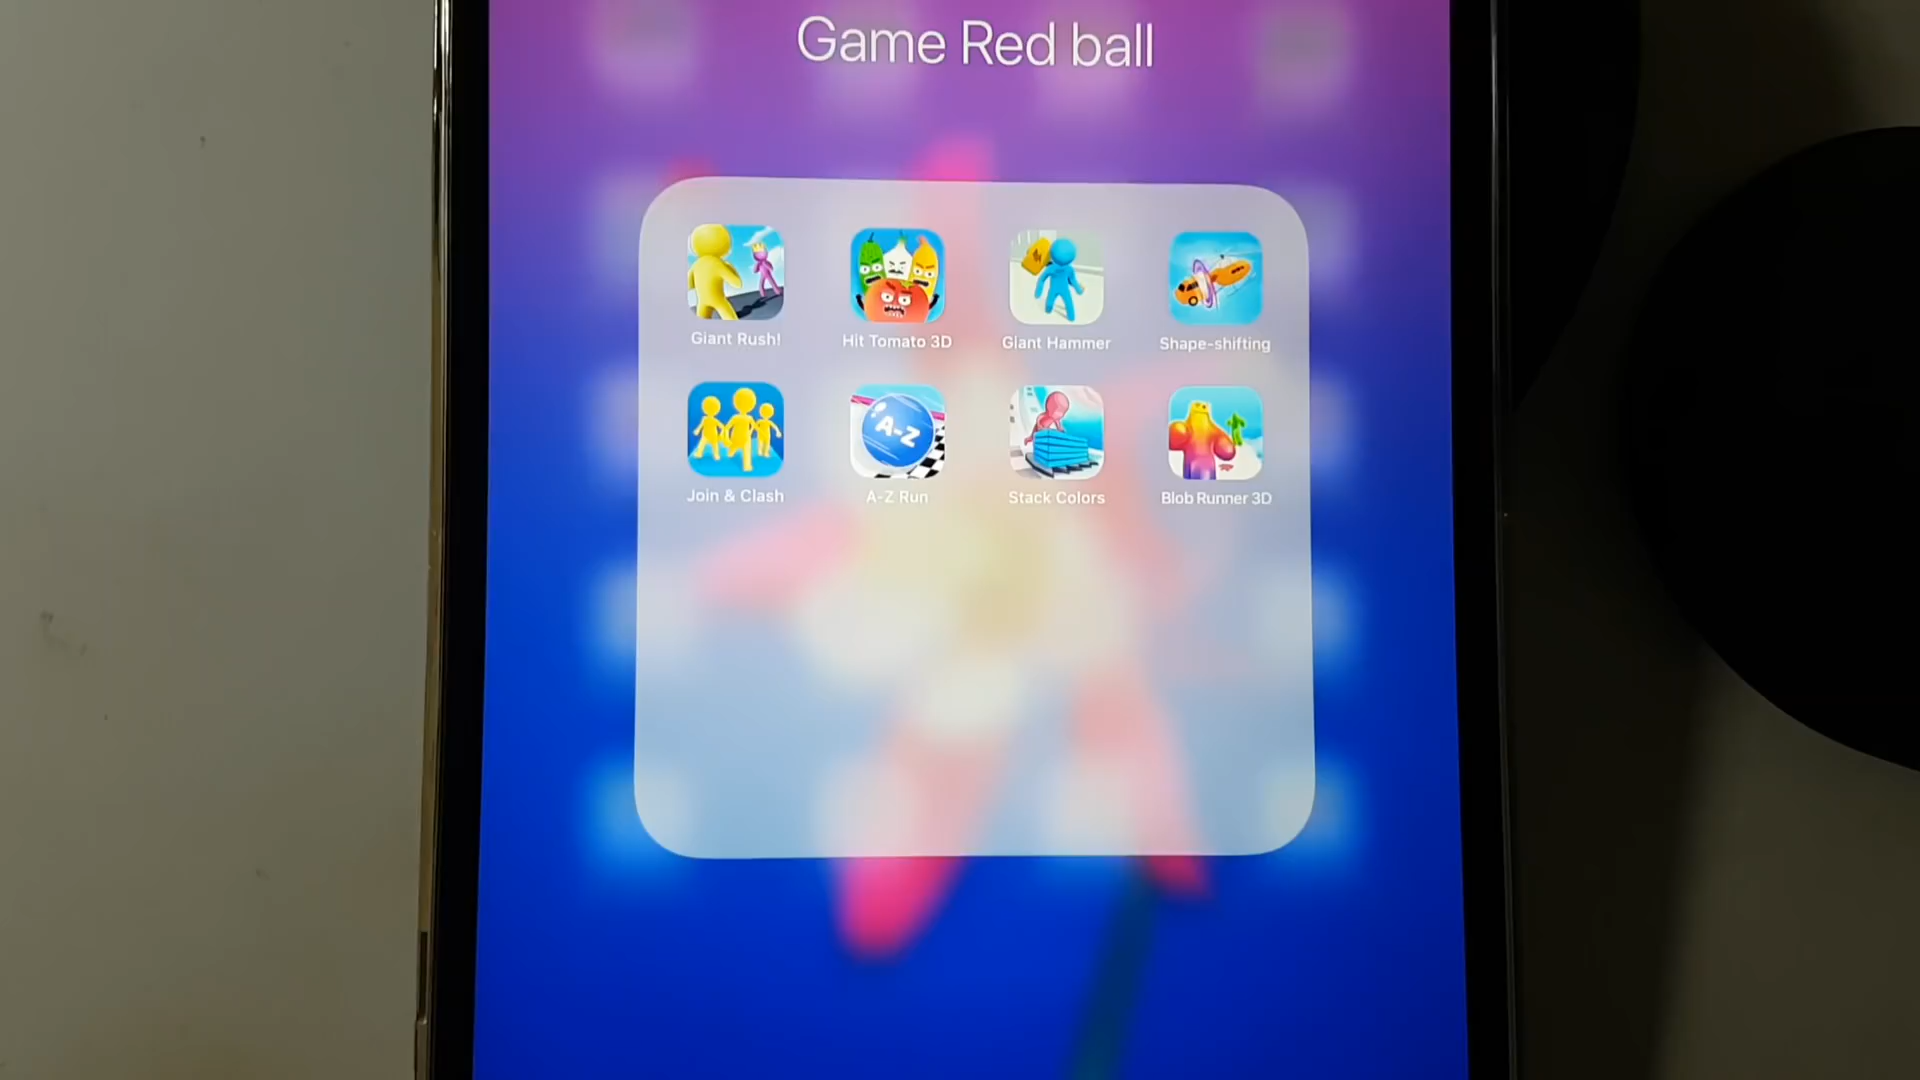 Game Red ball
Giant Rush!
Hit Tomato 3D
Giant Hammer
Shape-shifting
A-Z
Join & Clash
A-Z Run
Stack Colors
Blob Runner 3D